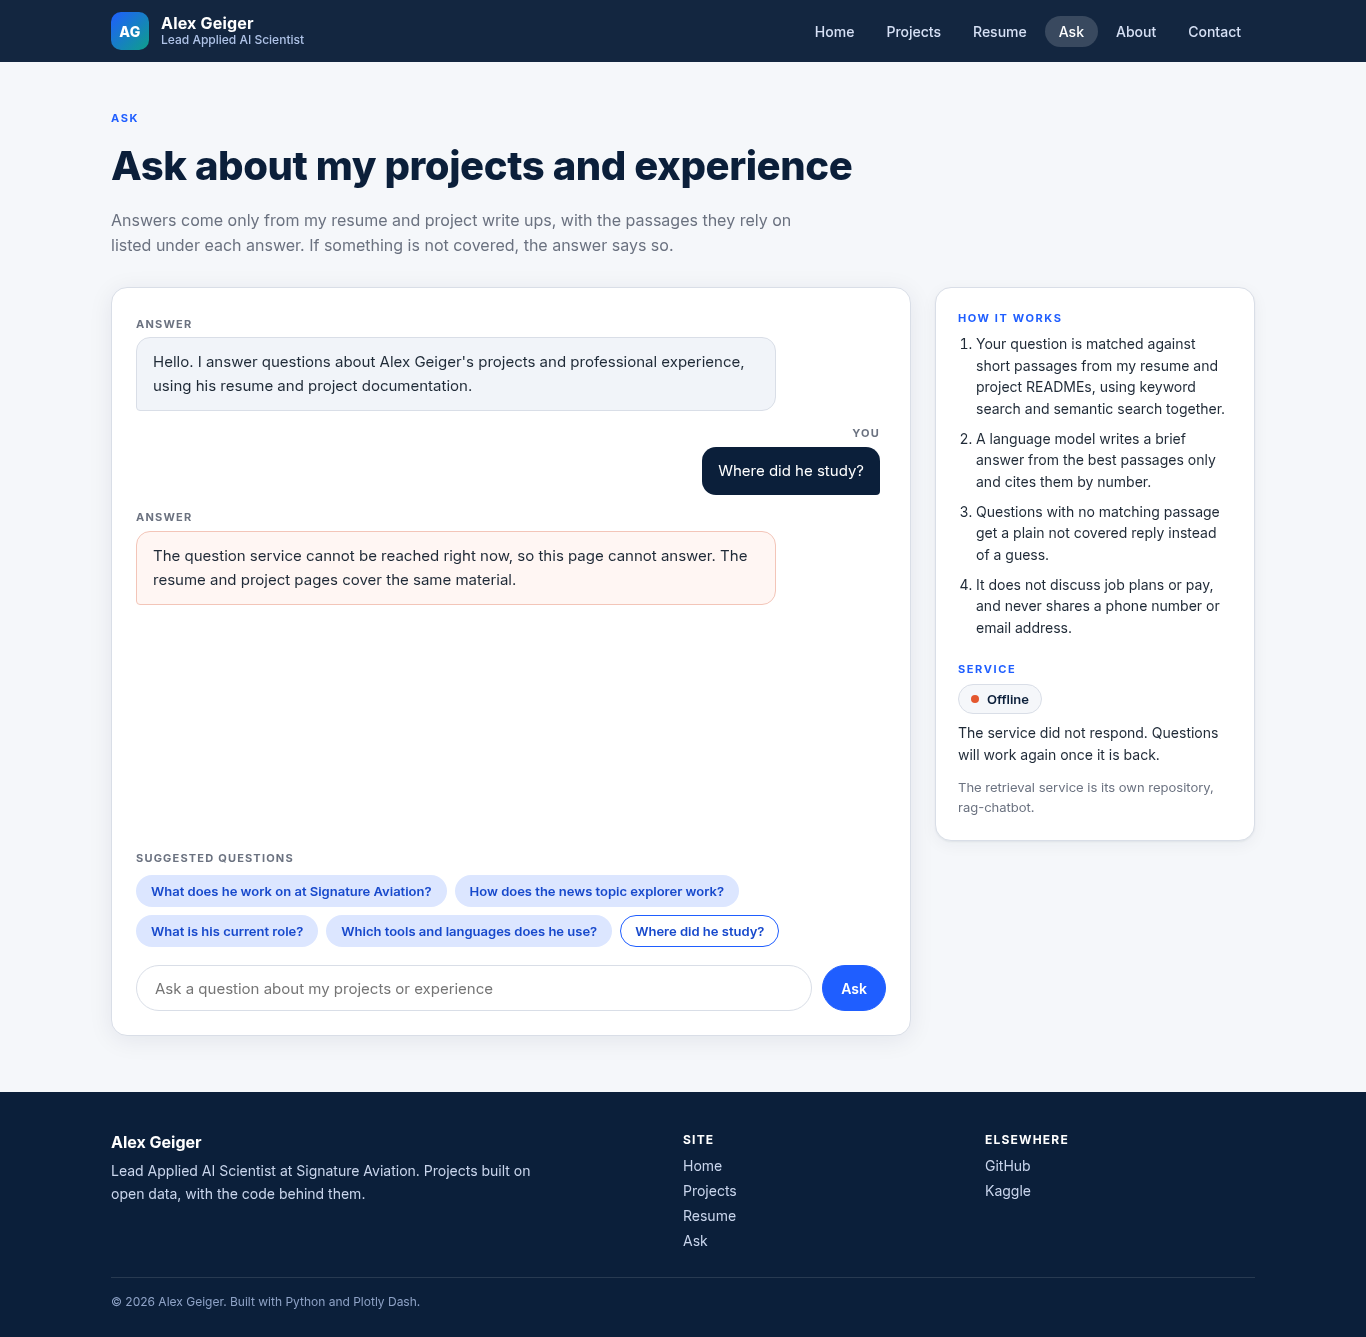 AG
Alex Geiger
Lead Applied AI Scientist
Home
Projects
Resume
Ask
About
Contact
ASK
Ask about my projects and experience
Answers come only from my resume and project write ups, with the passages they rely on
listed under each answer. If something is not covered, the answer says so.
ANSWER
Hello. I answer questions about Alex Geiger's projects and professional experience,
using his resume and project documentation.
YOU
Where did he study?
ANSWER
The question service cannot be reached right now, so this page cannot answer. The
resume and project pages cover the same material.
SUGGESTED QUESTIONS
What does he work on at Signature Aviation?
How does the news topic explorer work?
What is his current role?
Which tools and languages does he use?
Where did he study?
Ask a question about my projects or experience
Ask
HOW IT WORKS
1. Your question is matched against
short passages from my resume and
project READMEs, using keyword
search and semantic search together.
2. A language model writes a brief
answer from the best passages only
and cites them by number.
3. Questions with no matching passage
get a plain not covered reply instead
of a guess.
4. It does not discuss job plans or pay,
and never shares a phone number or
email address.
SERVICE
Offline
The service did not respond. Questions
will work again once it is back.
The retrieval service is its own repository,
rag-chatbot.
Alex Geiger
Lead Applied AI Scientist at Signature Aviation. Projects built on
open data, with the code behind them.
SITE
Home
Projects
Resume
Ask
ELSEWHERE
GitHub
Kaggle
© 2026 Alex Geiger. Built with Python and Plotly Dash.